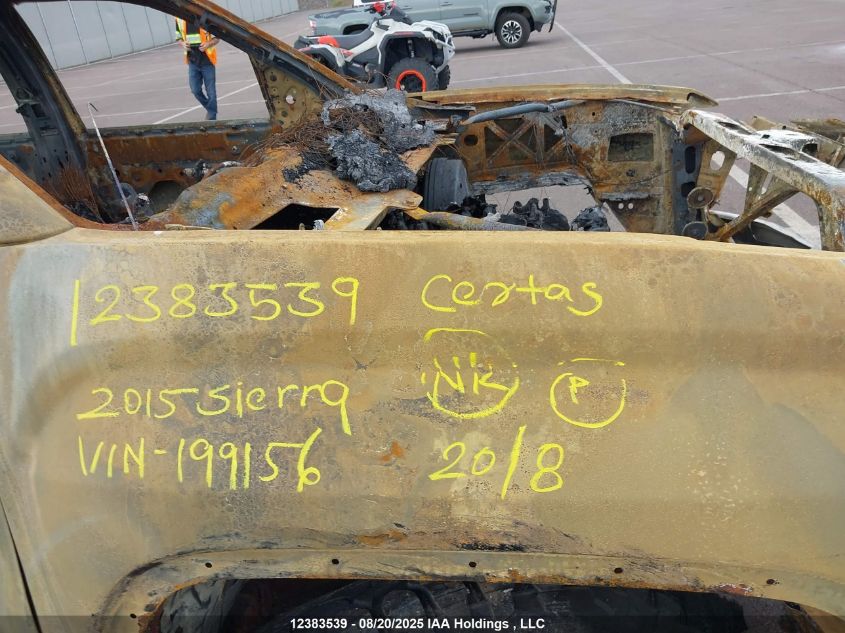 12383539 Certas
NK P
2015 Sierra
VIN-199156 20/8
12383539 - 08/20/2025 IAA Holdings , LLC